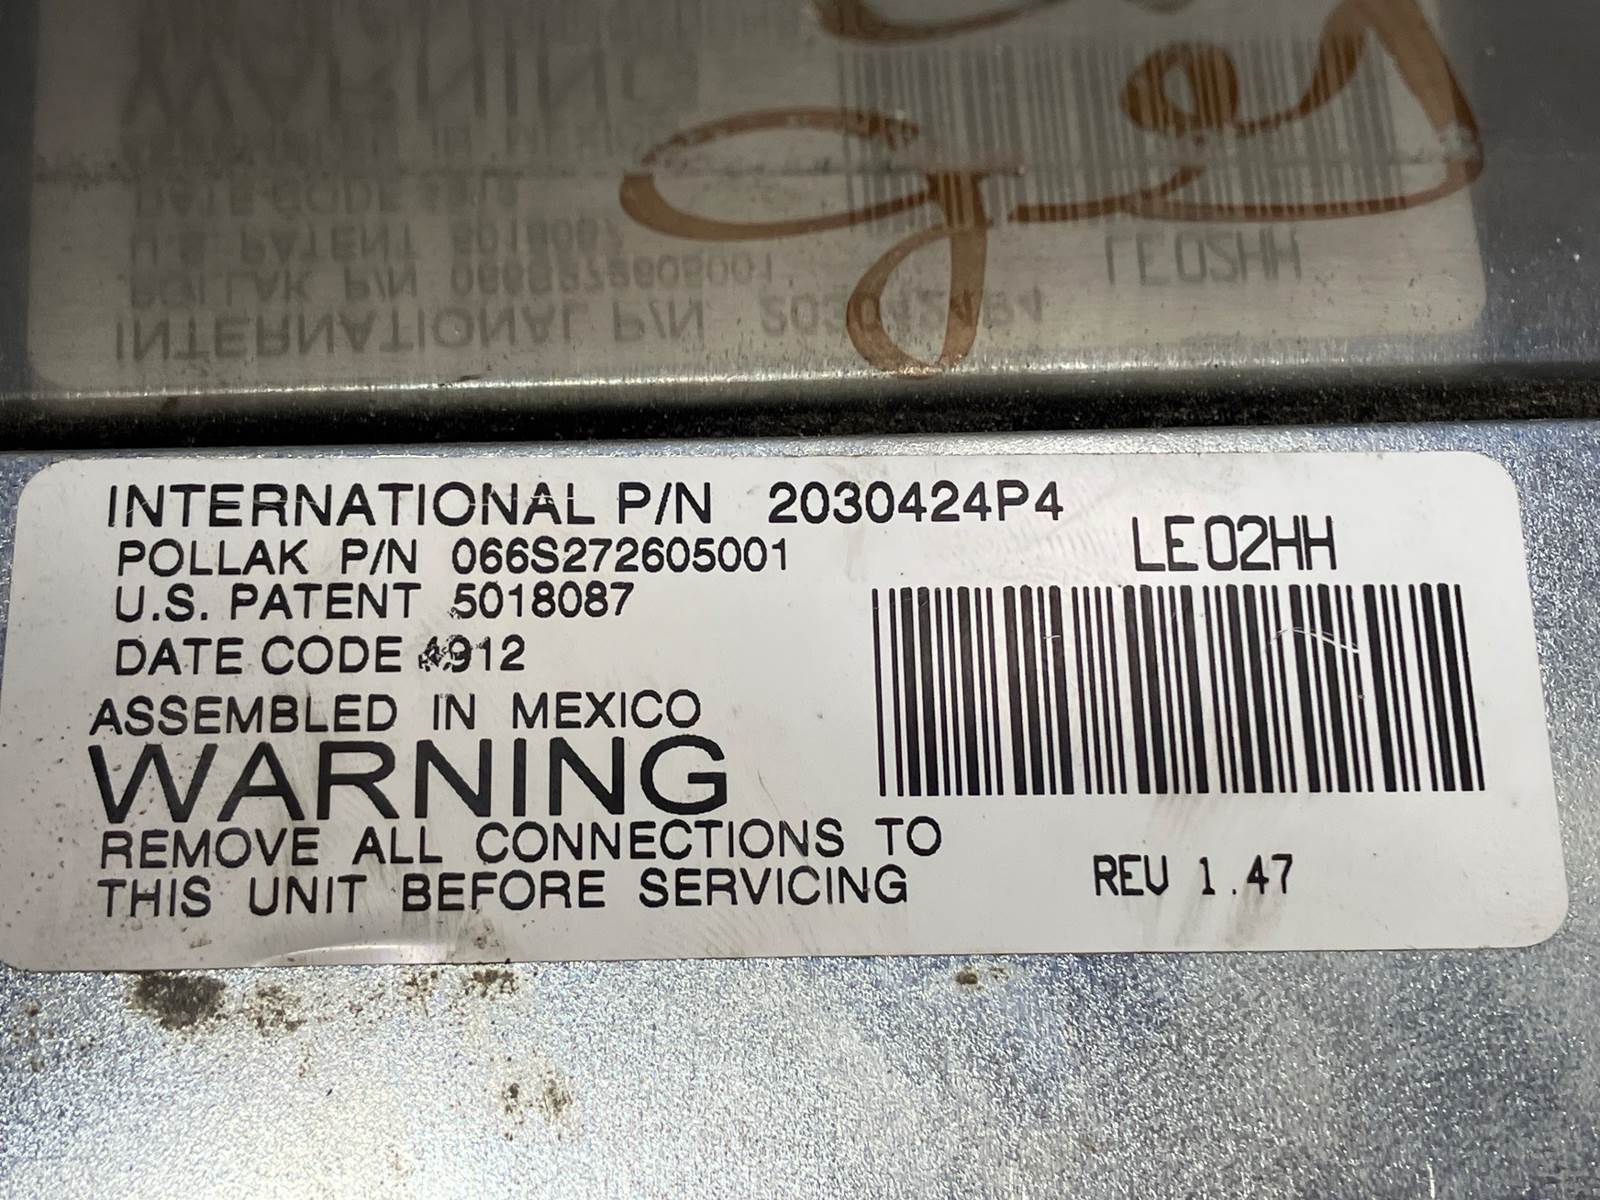 INTERNATIONAL P/N 2030424P4
POLLAK P/N 066S272605001
U.S. PATENT 5018087
DATE CODE 4912
ASSEMBLED IN MEXICO
WARNING
REMOVE ALL CONNECTIONS TO
THIS UNIT BEFORE SERVICING
LE02HH
REV 1.47